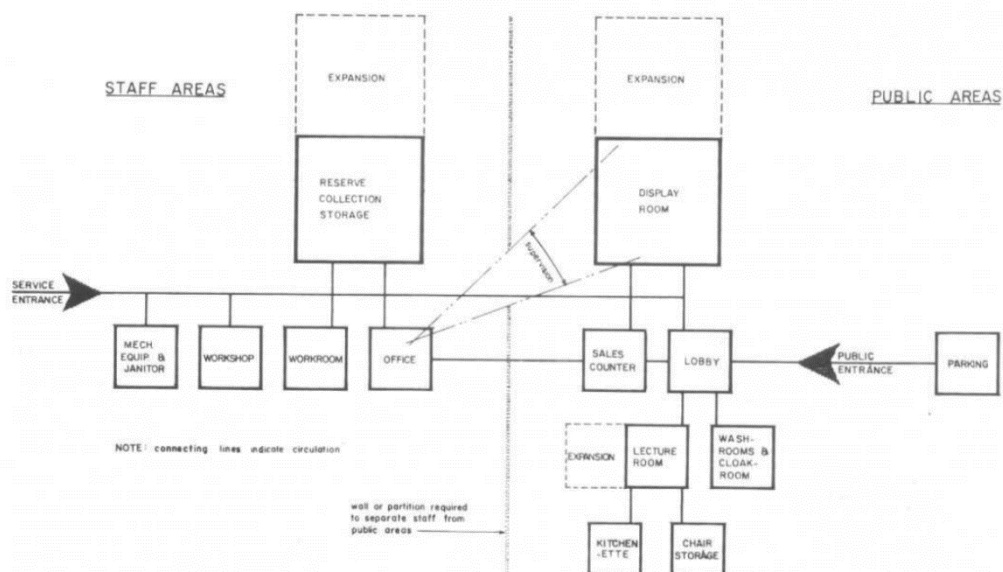 EXPANSION
EXPANSION
STAFF AREAS
PUBLIC AREAS
RESERVE
COLLECTION
STORAGE
DISPLAY
ROOM
supervision
SERVICE
ENTRANCE
MECH.
EQUIP &
JANITOR
WORKSHOP
WORKROOM
OFFICE
SALES
COUNTER
LOBBY
PUBLIC
ENTRANCE
PARKING
NOTE: connecting lines indicate circulation
EXPANSION
LECTURE
ROOM
WASH-
ROOMS &
CLOAK-
ROOM
wall or partition required
to separate staff from
public areas
KITCHEN
-ETTE
CHAIR
STORAGE